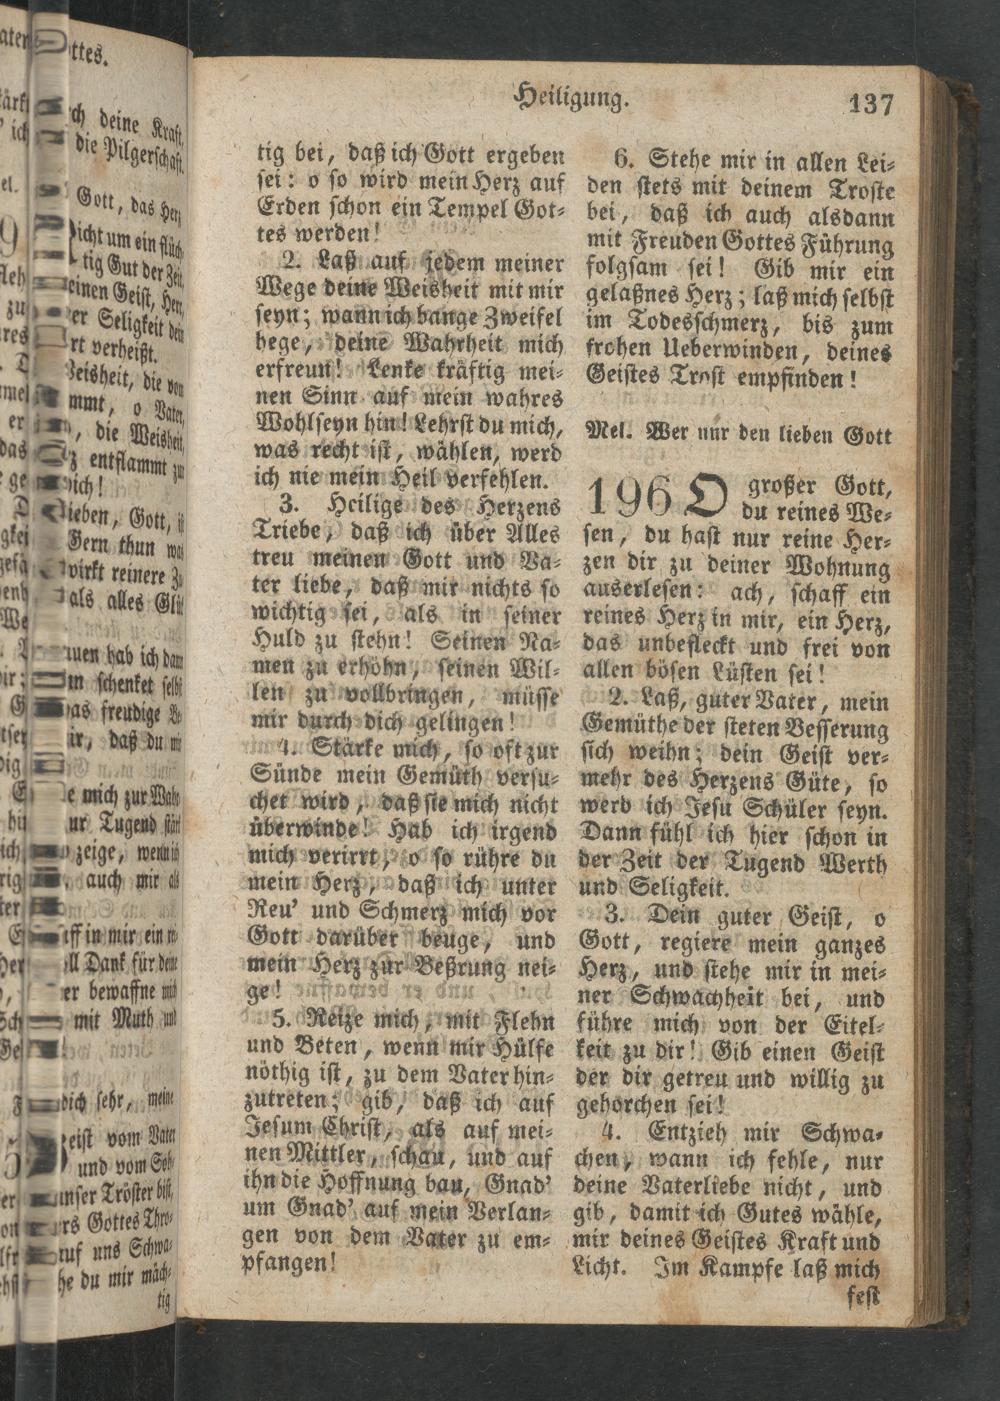 Heiligung.
137
tig bei, daß ich Gott ergeben
sei: o so wird mein Herz auf
Erden schon ein Tempel Got-
tes werden!
2. Laß auf jedem meiner
Wege deine Weisheit mit mir
seyn; wann ich bange Zweifel
hege, deine Wahrheit mich
erfreun! Lenke kräftig mei-
nen Sinn auf mein wahres
Wohlseyn hin! Lehrst du mich,
was recht ist, wählen, werd
ich nie mein Heil verfehlen.
3. Heilige des Herzens
Triebe, daß ich über Alles
treu meinen Gott und Va-
ter liebe, daß mir nichts so
wichtig sei, als in seiner
Huld zu stehn! Seinen Na-
men zu erhöhn, seinen Wil-
len zu vollbringen, müsse
mir durch dich gelingen!
4. Stärke mich, so oft zur
Sünde mein Gemüth versu-
chet wird, daß sie mich nicht
überwinde! Hab ich irgend
mich verirrt, o so rühre du
mein Herz, daß ich unter
Reu' und Schmerz mich vor
Gott darüber beuge, und
mein Herz zur Beßrung nei-
ge!
5. Reize mich, mit Flehn
und Beten, wenn mir Hülfe
nöthig ist, zu dem Vater hin-
zutreten; gib, daß ich auf
Jesum Christ, als auf mei-
nen Mittler, schau, und auf
ihn die Hoffnung bau, Gnad'
um Gnad' auf mein Verlan-
gen von dem Vater zu em-
pfangen!
6. Stehe mir in allen Lei-
den stets mit deinem Troste
bei, daß ich auch alsdann
mit Freuden Gottes Führung
folgsam sei! Gib mir ein
gelaßnes Herz; laß mich selbst
im Todesschmerz, bis zum
frohen Ueberwinden, deines
Geistes Trost empfinden!
Mel. Wer nur den lieben Gott
196 O großer Gott,
du reines We-
sen, du hast nur reine Her-
zen dir zu deiner Wohnung
auserlesen: ach, schaff ein
reines Herz in mir, ein Herz,
das unbefleckt und frei von
allen bösen Lüsten sei!
2. Laß, guter Vater, mein
Gemüthe der steten Besserung
sich weihn; dein Geist ver-
mehr des Herzens Güte, so
werd ich Jesu Schüler seyn.
Dann fühl ich hier schon in
der Zeit der Tugend Werth
und Seligkeit.
3. Dein guter Geist, o
Gott, regiere mein ganzes
Herz, und stehe mir in mei-
ner Schwachheit bei, und
führe mich von der Eitel-
keit zu dir! Gib einen Geist
der dir getreu und willig zu
gehorchen sei!
4. Entzieh mir Schwa-
chen, wann ich fehle, nur
deine Vaterliebe nicht, und
gib, damit ich Gutes wähle,
mir deines Geistes Kraft und
Licht. Im Kampfe laß mich
fest